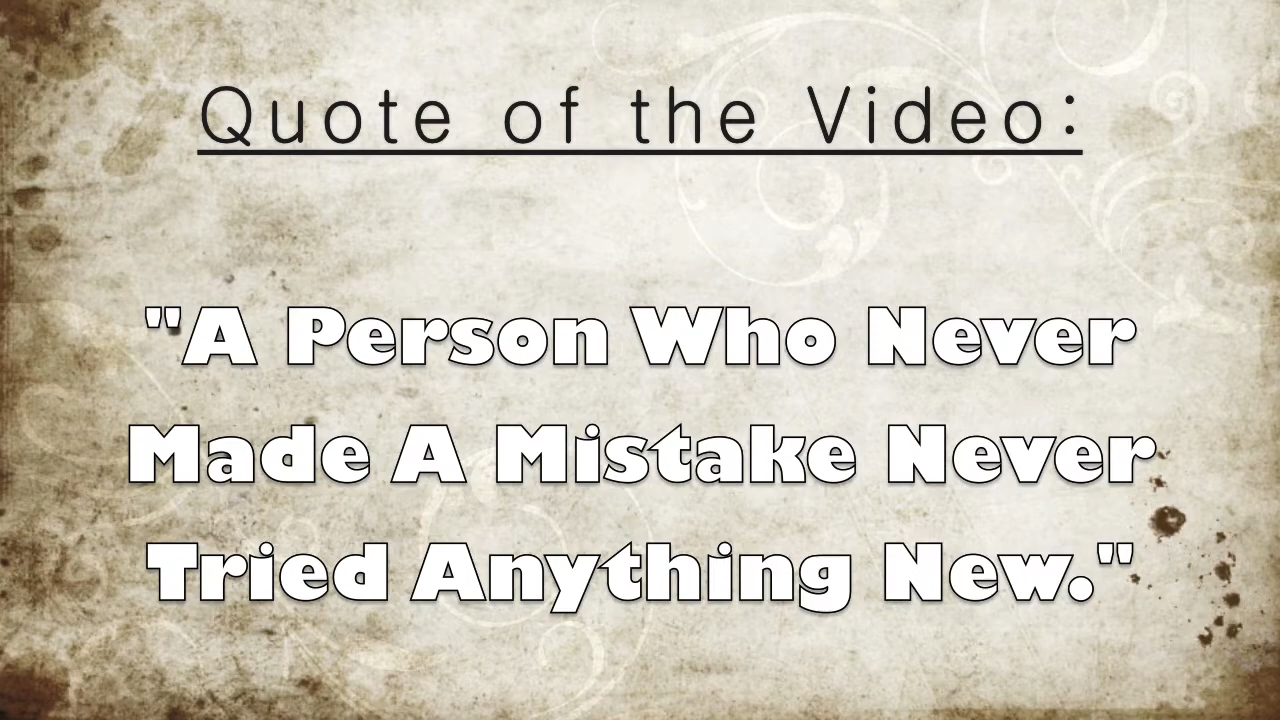 Quote of the Video:
"A Person Who Never
Made A Mistake Never
Tried Anything New."